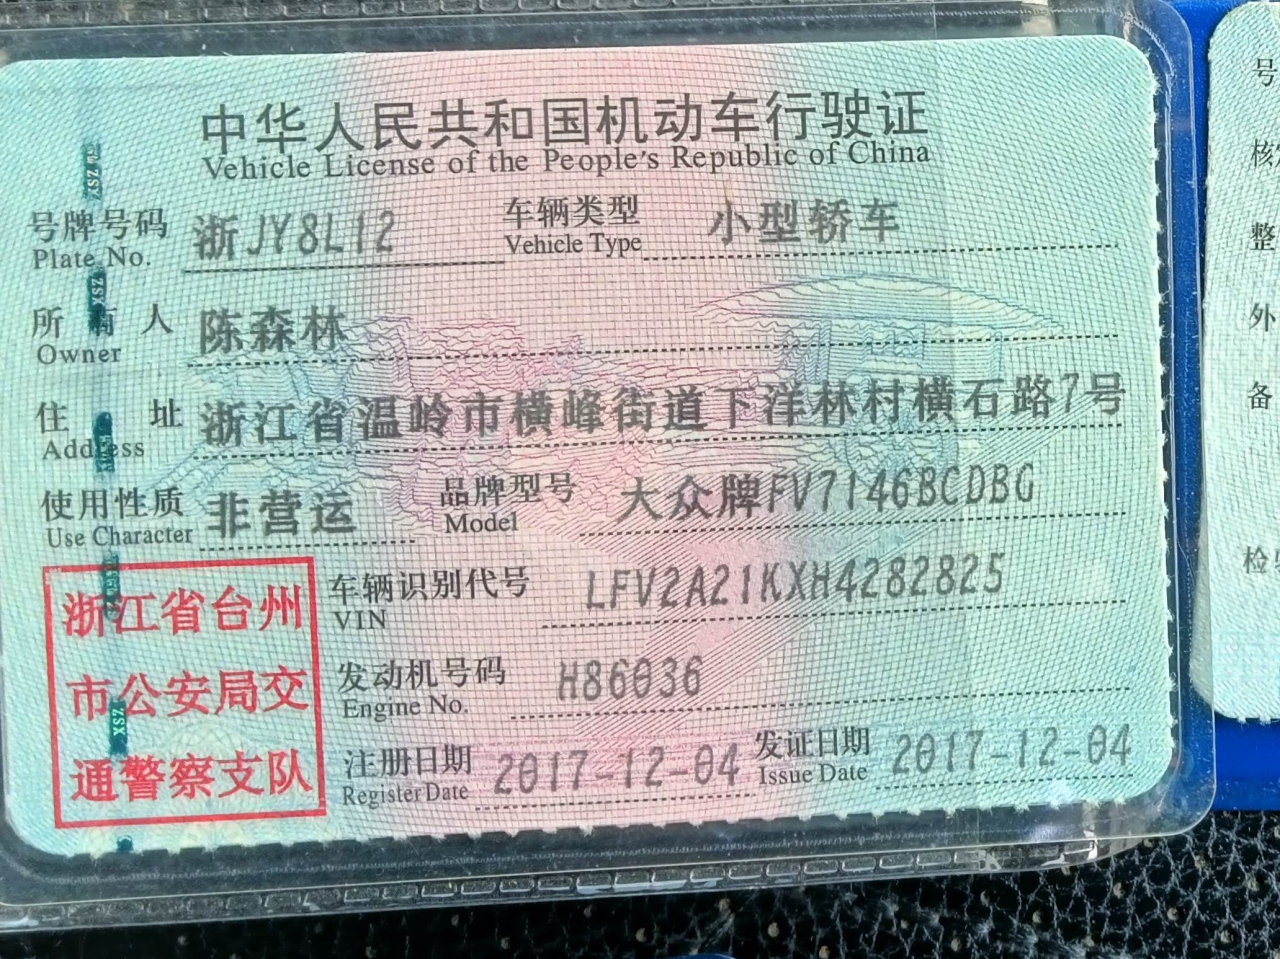 中华人民共和国机动车行驶证
Vehicle License of the People's Republic of China
号牌号码 浙JY8L12 车辆类型 小型轿车
Plate No. Vehicle Type
所有人 陈森林
Owner
住址 浙江省温岭市横峰街道下洋林村横石路7号
Address
使用性质 非营运 品牌型号 大众牌FV7146BCDBG
Use Character Model
车辆识别代号 LFV2A21KXH4282825
VIN
发动机号码 H86036
Engine No.
注册日期 2017-12-04 发证日期 2017-12-04
Register Date Issue Date
浙江省台州
市公安局交
通警察支队
号
核
整
外
备
检